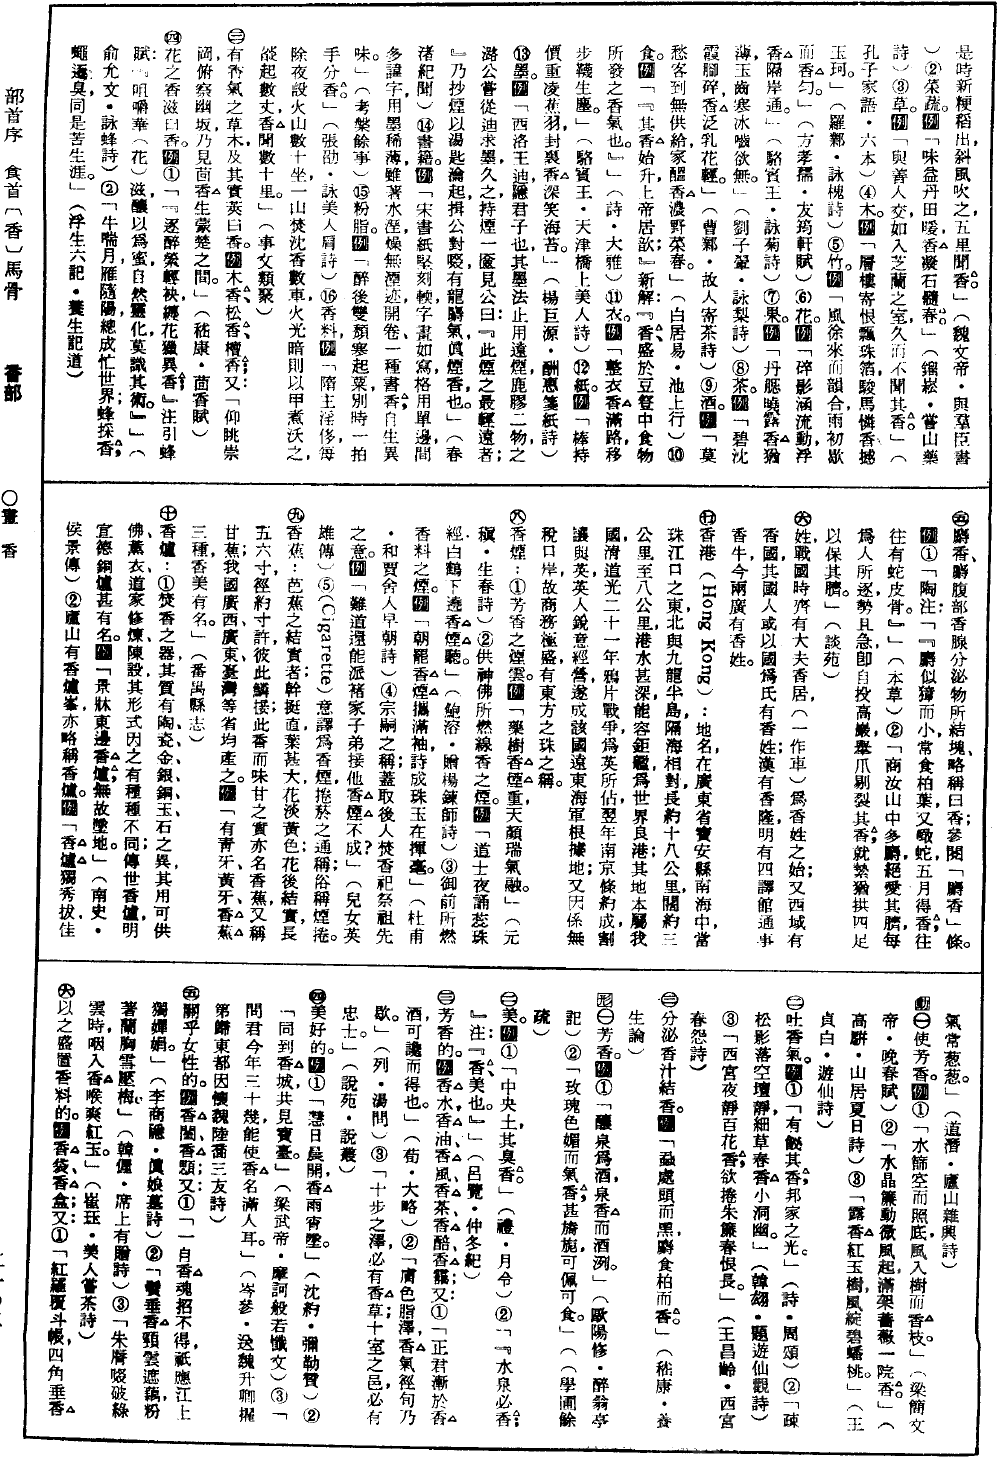 是時新粳稻出斜風吹之五里聞香。」（魏文帝・與羣臣書
）②菜蔬。例「味益丹田暖香凝石髓春。」（錢崧・嘗山藥
詩）③草。例「與善人交如入芝蘭之室久而不聞其香。」（
孔子家語・六本）④木。例「層樓寄恨飄珠箔駿馬憐香撼
玉珂。」（羅鄴・詠槐詩）⑤竹。例「風徐來而韻合雨初歇
而香勻。」（方孝孺・友筠軒賦）⑥花。例「碎影涵流動浮
香隔岸通。」（駱賓王・詠菊詩）⑦果。例「丹腮曉露香猶
薄，玉齒寒冰嚼欲無。」（劉子翬・詠梨詩）⑧茶。例「碧沈
霞腳碎香泛乳花輕。」（曹鄴・故人寄茶詩）⑨酒。例「莫
愁客到無供給家醞香濃野菜春。」（白居易・池上行）⑩
食。例「『其香始升上帝居歆』新解：『香盛於豆登中食物
所發之香氣也。』」（詩・大雅）⑪衣。例「整衣香滿路移
步韈生塵。」（駱賓王・天津橋上美人詩）⑫紙。例「棒持
價重凌蕉羽封裏香深笑海苔。」（楊巨源・酬惠箋紙詩）
⑬墨。例「西洛王迪隱君子也其墨法止用遠煙鹿膠二物，之
潞公嘗從迪求墨久之持煙一匳見公曰：『此煙之最輕遠者；
』乃抄煙以湯匙淪起揖公對啜有龍麝氣真煙香也。」（春
渚紀聞）⑭書籍。例「宋書紙堅刻軟字畫如寫格用單邊間
多諱字用墨稀薄，雖著水溼燥無湮迹開卷一種書香自生異
味。」（考槃餘事）⑮粉脂。例「醉後雙頰寒起粟別時一拍
手分香。」（張劭・詠美人肩詩）⑯香料。例「隋主淫侈每
除夜設火山數十坐一山焚沈香數車火光暗則以甲煮沃之，
燄起數丈香聞數十里。」（事文類聚）
㊂有香氣之草木及其實英曰香。例木香、松香、檀香；又：「仰眺崇
岡俯察幽坂乃見茴香生蒙楚之間。」（嵇康・茴香賦）
㊃花之香滋曰香。例①「『逐醉縈經袂纏花獵異香』注引蜂
賦：『咀嚼華（花）滋釀以爲蜜自然靈化莫識其術。』」（
俞允文・詠蜂詩）②「牛喘月雁隨陽總成忙世界；蜂採香，
蠅逐臭同是苦生涯。」（浮生六記・養生記道）
㊄麝香、麝腹部香腺分泌物所結塊、略稱曰香參閱「麝香」條。
例①「陶注：『麝似獐而小常食柏葉又噉蛇五月得香，往
往有蛇皮骨。』」（本草）②「商汝山中多麝，絕愛其臍，每
爲人所逐勢且急即自投高巖舉爪剔裂其香，就縶猶拱四足
以保其臍。」（談苑）
㊅姓，戰國時齊有大夫香居（一作車）爲香姓之始；又西域有
香國，其國人或以國爲氏有香姓；漢有香隆，明有四譯館通事
香牛，今兩廣有香姓。
㊆香港（Hong Kong）：地名，在廣東省寶安縣南海中，當
珠江口之東北與九龍半島隔海相對，長約十八公里，闊約三
公里至八公里，港水甚深，能容鉅艦，爲世界良港；其地本屬我
國，清道光二十一年鴉片戰爭爲英所佔，翌年南京條約成割
讓與英，英人銳意經營，遂成該國遠東海軍根據地；又因係無
稅口岸，故商務極盛，有東方之珠之稱。
㊇香煙：①芳香之煙雲。例「藥樹香煙重，天顏瑞氣融。」（元
稹・生春詩）②供神佛所燃線香之煙。例「道士夜誦蕊珠
經，白鶴下遶香煙聽。」（鮑溶・贈楊鍊師詩）③御前所燃
香料之煙。例「朝罷香煙攜滿袖，詩成珠玉在揮毫。」（杜甫
・和賈舍人早朝詩）④宗嗣之稱，蓋取後人焚香祀祭祖先
之意。例「難道還能派褚家子弟接他香煙不成？」（兒女英
雄傳）⑤（Cigarette）意譯爲香煙，捲菸之通稱，俗稱煙捲。
㊈香蕉：芭蕉之結實者，幹挺直，葉甚大，花淡黃色，花後結實，長
五六寸，徑約寸許，彼此鱗接，此香而味甘之實亦名香蕉，又稱
甘蕉；我國廣西、廣東、臺灣等省均產之。例「有青牙、黃牙、香蕉
三種，香美有名。」（番禺縣志）
㊉香爐：①焚香之器，其質有陶、瓷、金、銀、銅、玉、石之異，其用可供
佛、薰衣、道家修煉、陳設，其形式因之有種種不同；傳世香爐，明
宣德銅爐甚有名。例「景牀東邊香爐無故墮地。」（南史・
侯景傳）②廬山有香爐峯，亦略稱香爐。例「香爐獨秀拔，佳
氣常葱葱。」（道潛・廬山雜興詩）
動㊀使芳香。例①「水篩空而照底，風入樹而香枝。」（梁簡文
帝・晚春賦）②「水晶簾動微風起，滿架薔薇一院香。」（
高駢・山居夏日詩）③「露香紅玉樹，風綻碧蟠桃。」（王
貞白・遊仙詩）
㊁吐香氣。例①「有飶其香，邦家之光。」（詩・周頌）②「疎
松影落空壇靜，細草春香小洞幽。」（韓翃・題遊仙觀詩）
③「西宮夜靜百花香，欲捲朱簾春恨長。」（王昌齡・西宮
春怨詩）
㊂分泌香汁結香。例「蝨處頭而黑，麝食柏而香。」（嵇康・養
生論）
形㊀芳香。例①「釀泉爲酒，泉香而酒洌。」（歐陽修・醉翁亭
記）②「玫瑰色媚而氣香，甚旖旎可佩可食。」（學圃餘
疏）
㊁美。例①「中央土，其臭香。」（禮・月令）②「『水泉必香；
』注：『香美也。』」（呂覽・仲冬紀）
㊂芳香的。例香水、香油、香風、香茶、香醋、香蕈；又：①「正君漸於香
酒，可讒而得也。」（荀・大略）②「膚色脂澤，香氣徑旬乃
歇。」（列・湯問）③「十步之澤，必有香草；十室之邑，必有
忠士。」（說苑・說叢）
㊃美好的。例①「慧日晨開，香雨宵墜。」（沈約・彌勒贊）②
「同到香城，共見寶臺。」（梁武帝・摩訶般若懺文）③「
問君今年三十幾，能使香名滿人耳。」（岑參・送魏升卿擢
第歸東都因懷魏陸喬三友詩）
㊄關乎女性的。例香閨、香顋；又：①「一自香魂招不得，祇應江上
獨嬋娟。」（李商隱・真娘墓詩）②「鬢垂香頸雲遮藕，粉
著蘭胸雪壓梅。」（韓偓・席上有贈詩）③「朱脣啜破綠
雲時，咽入香喉爽紅玉。」（崔珏・美人嘗茶詩）
㊅以之盛置香料的。例香袋、香盒；又：①「紅羅覆斗帳，四角垂香
部首序 食首〔香〕馬骨 香部 ○畫 香